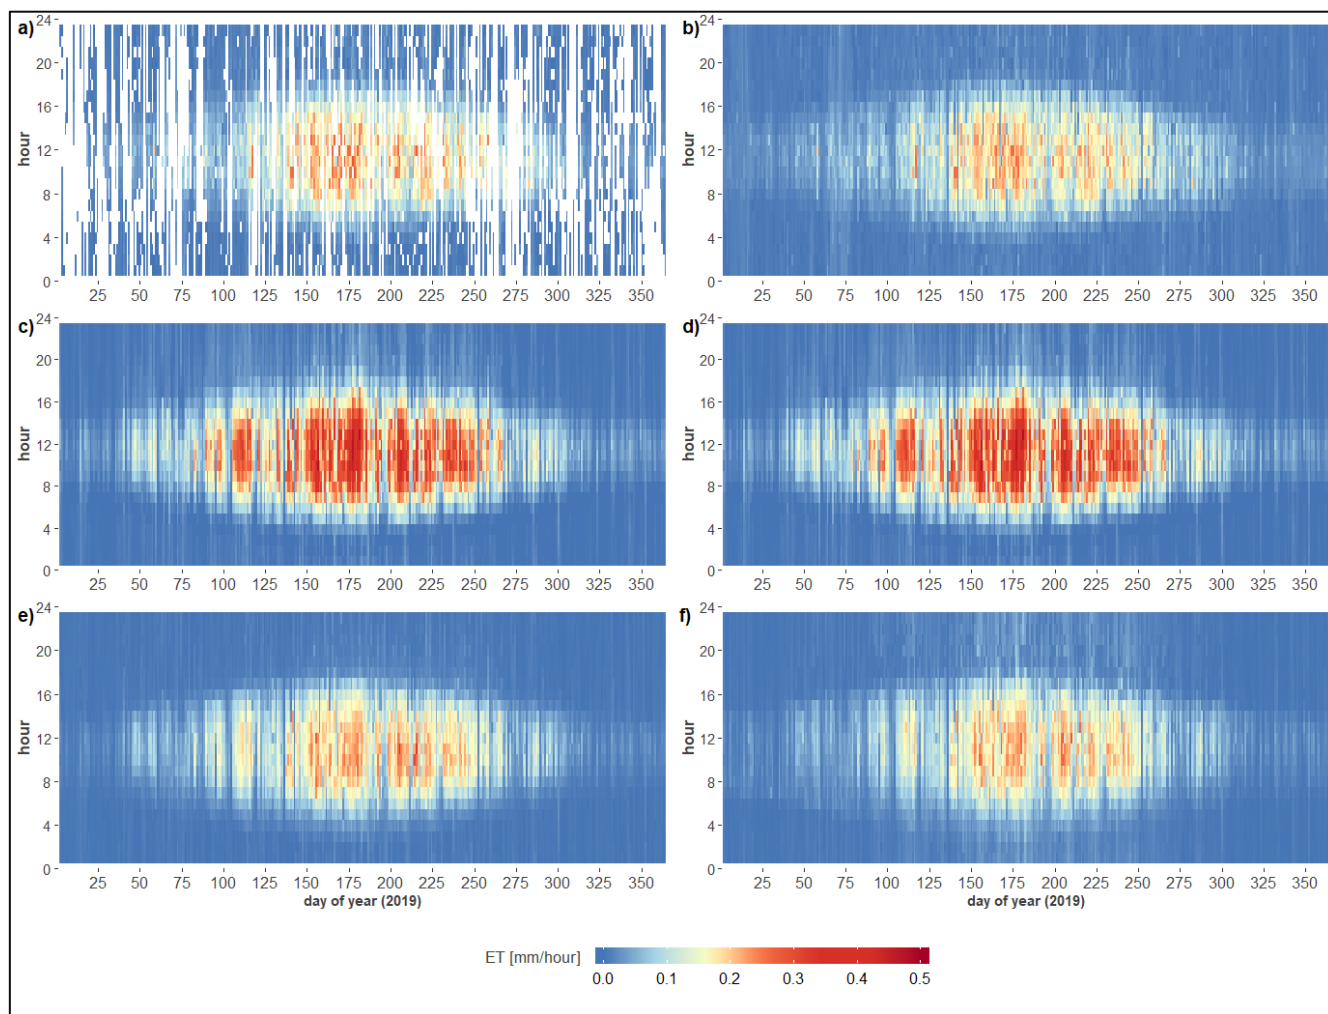 a) 24 20 16 12 8 4 0
hour
25 50 75 100 125 150 175 200 225 250 275 300 325 350
b) 24 20 16 12 8 4 0
hour
25 50 75 100 125 150 175 200 225 250 275 300 325 350
c) 24 20 16 12 8 4 0
hour
25 50 75 100 125 150 175 200 225 250 275 300 325 350
d) 24 20 16 12 8 4 0
hour
25 50 75 100 125 150 175 200 225 250 275 300 325 350
e) 24 20 16 12 8 4 0
hour
25 50 75 100 125 150 175 200 225 250 275 300 325 350
day of year (2019)
f) 24 20 16 12 8 4 0
hour
25 50 75 100 125 150 175 200 225 250 275 300 325 350
day of year (2019)
ET [mm/hour]
0.0 0.1 0.2 0.3 0.4 0.5